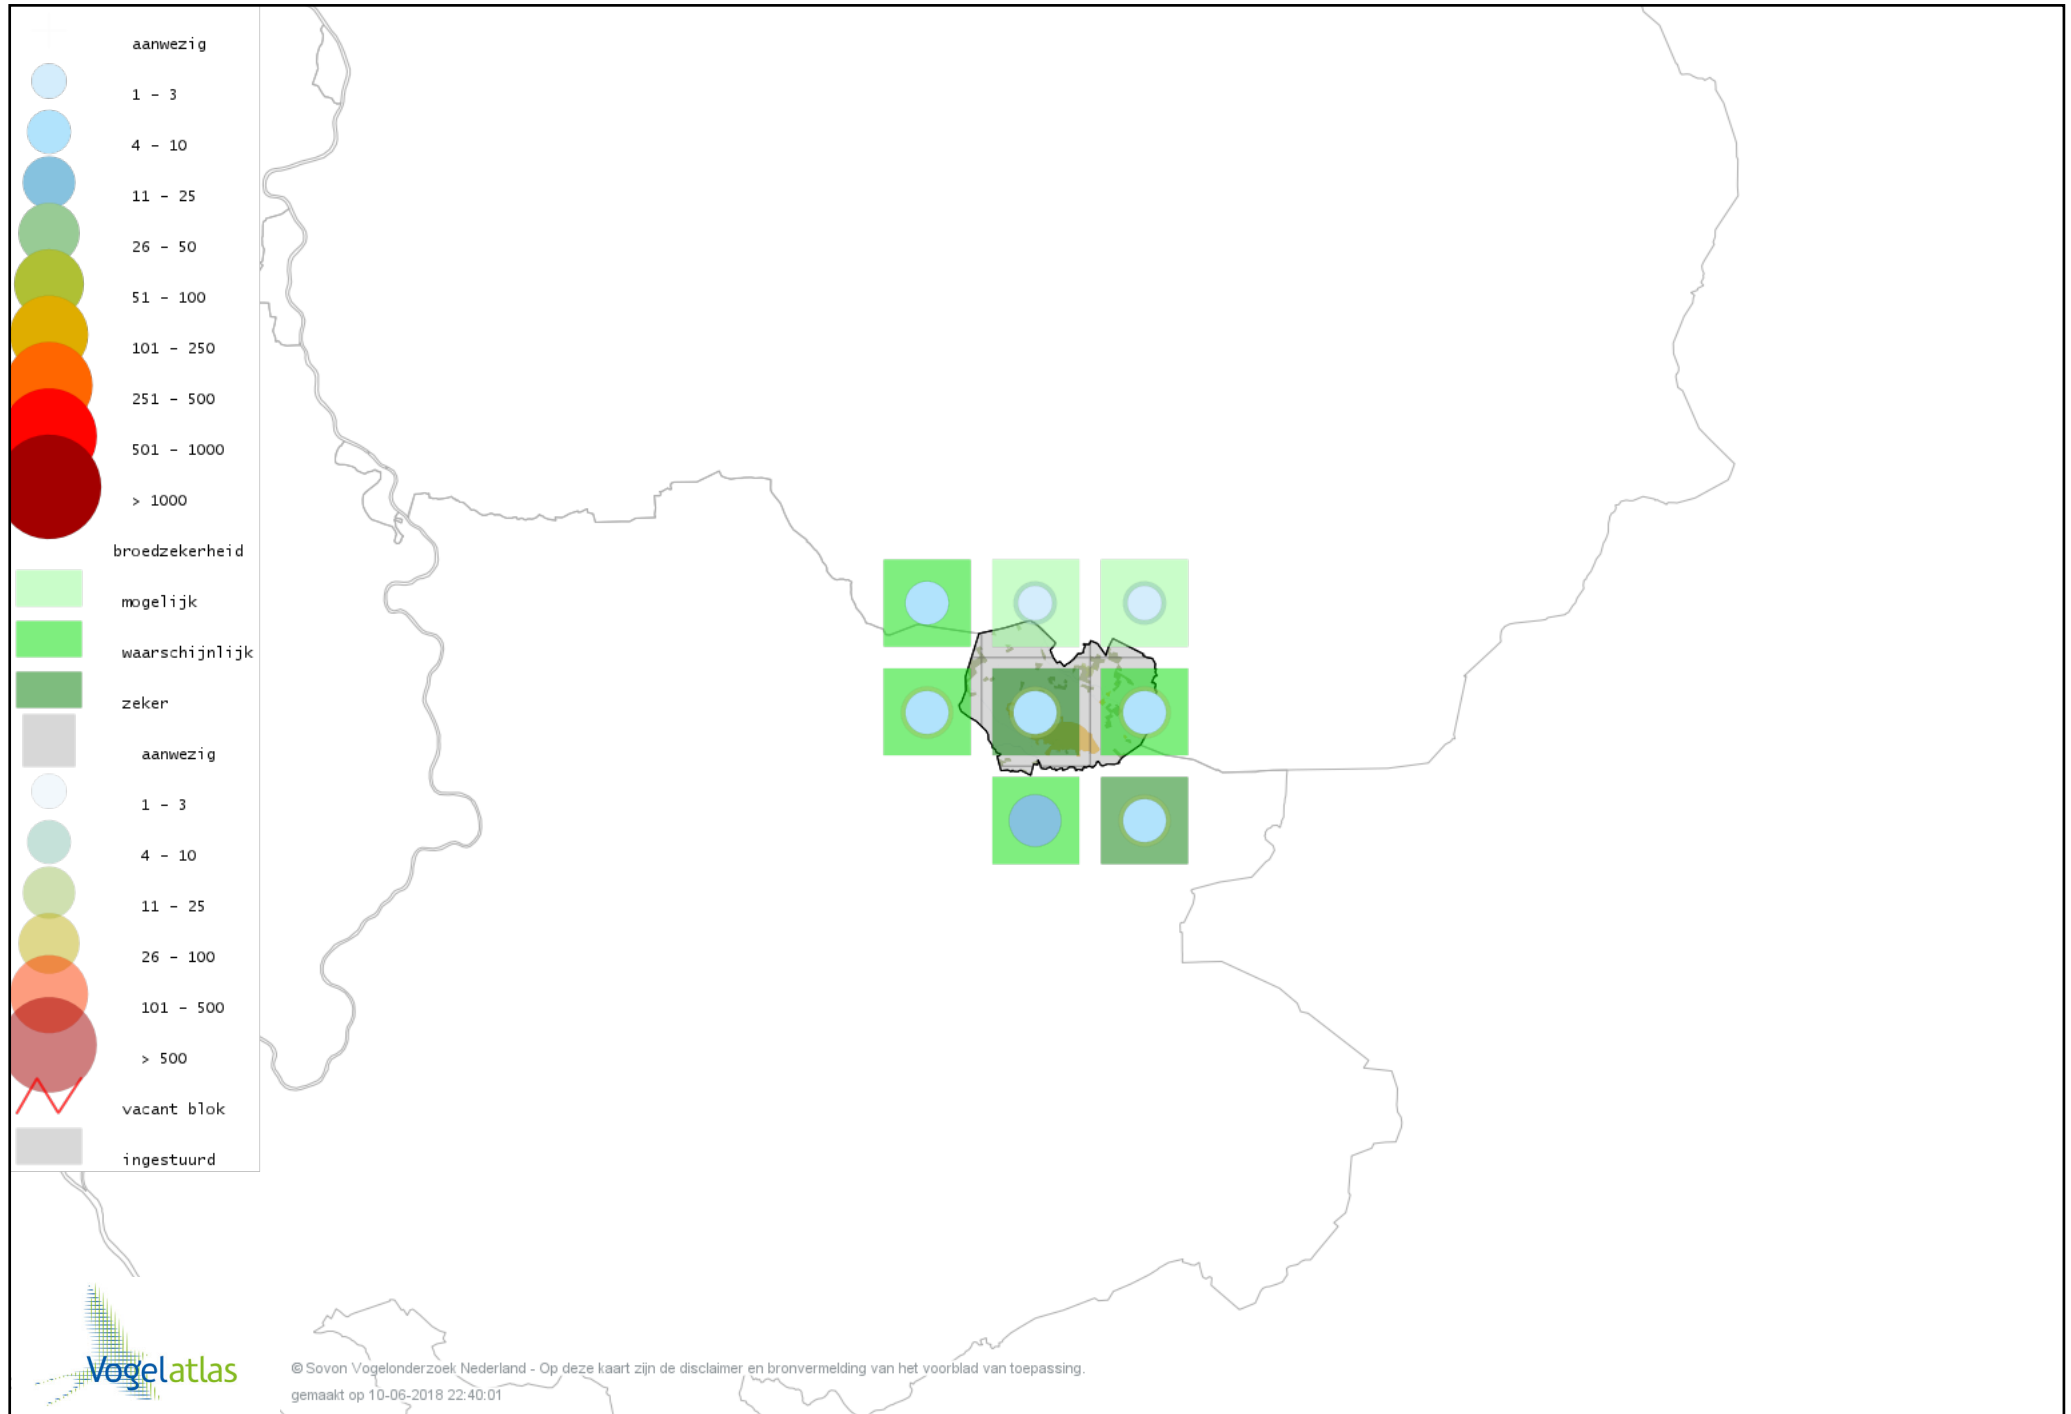 aanwezig
1 - 3
4 - 10
11 - 25
26 - 50
51 - 100
101 - 250
251 - 500
501 - 1000
> 1000
broedzekerheid
mogelijk
waarschijnlijk
zeker
aanwezig
1 - 3
4 - 10
11 - 25
26 - 100
101 - 500
> 500
vacant blok
ingestuurd
Vogelatlas
© Sovon Vogelonderzoek Nederland - Op deze kaart zijn de disclaimer en bronvermelding van het voorblad van toepassing.
gemaakt op 10-06-2018 22:40:01